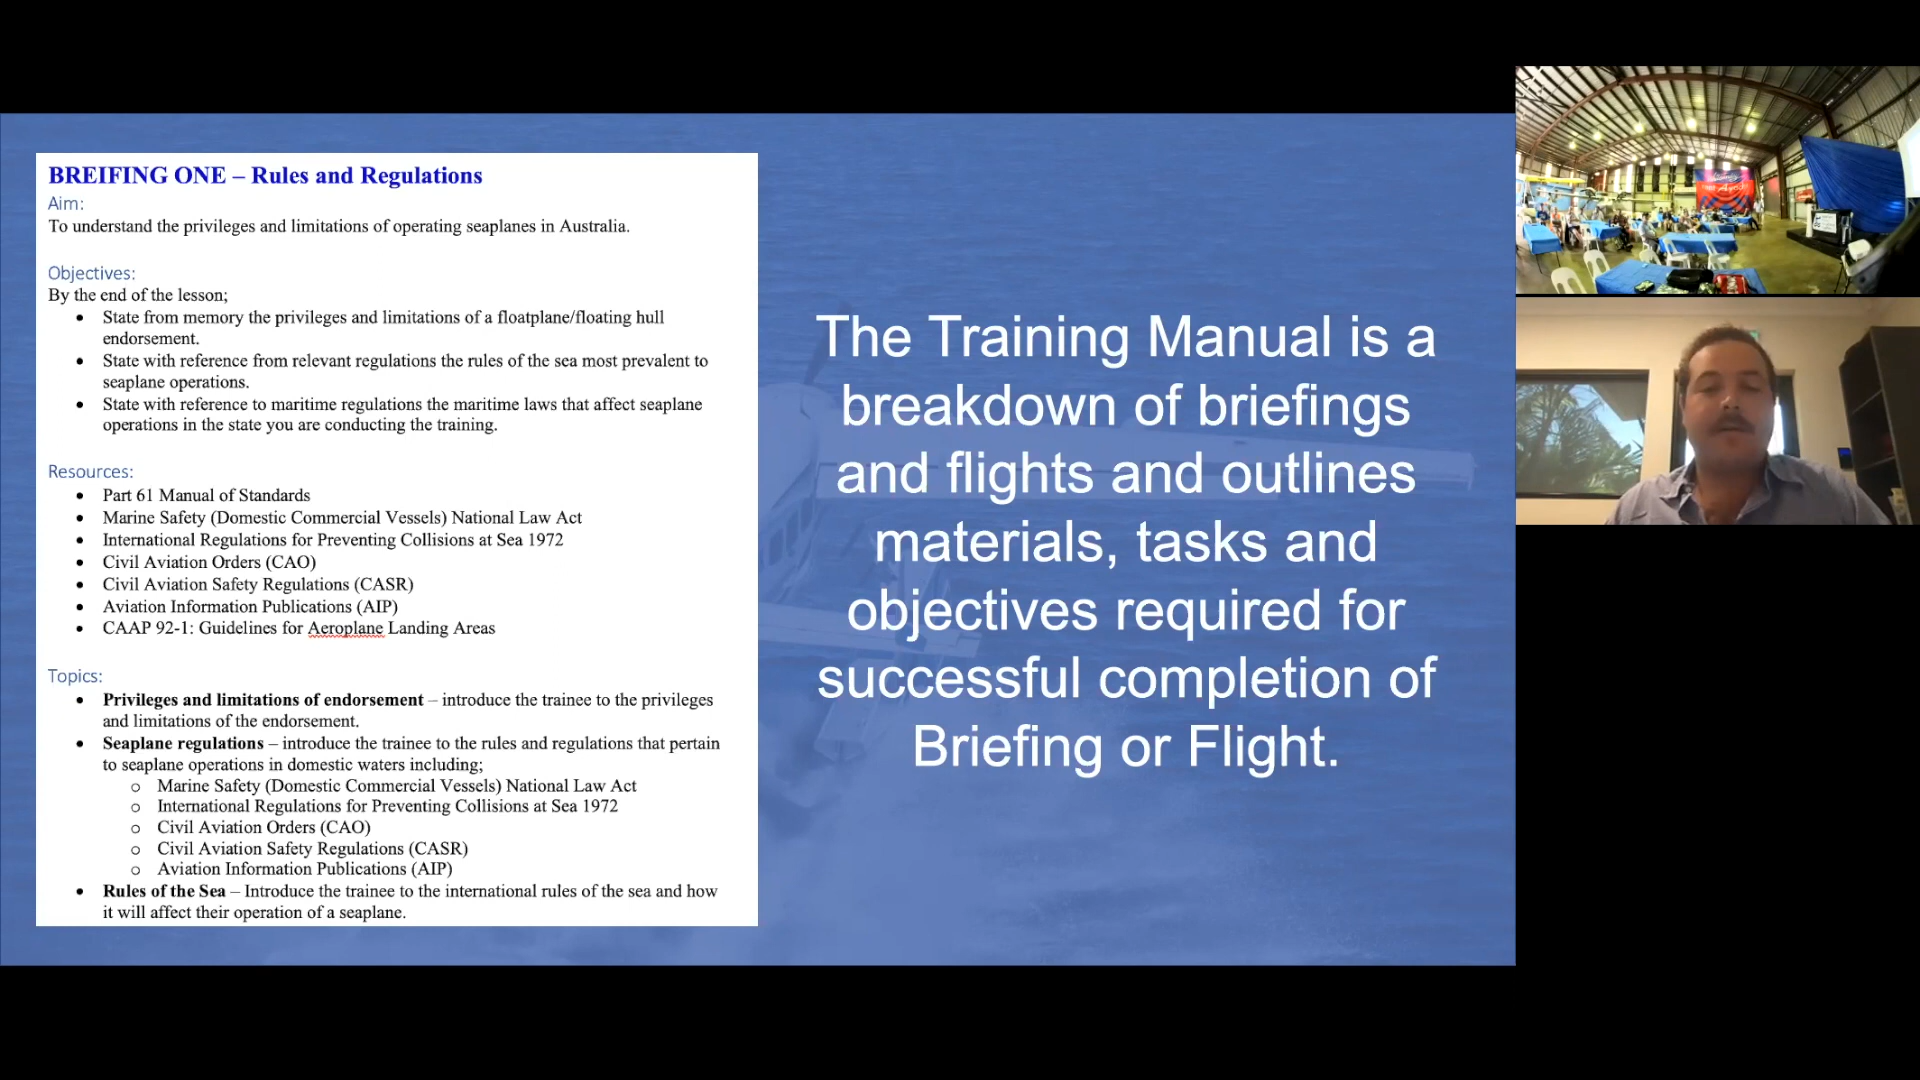 BREIFING ONE – Rules and Regulations
Aim:
To understand the privileges and limitations of operating seaplanes in Australia.
Objectives:
By the end of the lesson;
• State from memory the privileges and limitations of a floatplane/floating hull
endorsement.
• State with reference from relevant regulations the rules of the sea most prevalent to
seaplane operations.
• State with reference to maritime regulations the maritime laws that affect seaplane
operations in the state you are conducting the training.
Resources:
• Part 61 Manual of Standards
• Marine Safety (Domestic Commercial Vessels) National Law Act
• International Regulations for Preventing Collisions at Sea 1972
• Civil Aviation Orders (CAO)
• Civil Aviation Safety Regulations (CASR)
• Aviation Information Publications (AIP)
• CAAP 92-1: Guidelines for Aeroplane Landing Areas
Topics:
• Privileges and limitations of endorsement – introduce the trainee to the privileges
and limitations of the endorsement.
• Seaplane regulations – introduce the trainee to the rules and regulations that pertain
to seaplane operations in domestic waters including;
o Marine Safety (Domestic Commercial Vessels) National Law Act
o International Regulations for Preventing Collisions at Sea 1972
o Civil Aviation Orders (CAO)
o Civil Aviation Safety Regulations (CASR)
o Aviation Information Publications (AIP)
• Rules of the Sea – Introduce the trainee to the international rules of the sea and how
it will affect their operation of a seaplane.
The Training Manual is a
breakdown of briefings
and flights and outlines
materials, tasks and
objectives required for
successful completion of
Briefing or Flight.